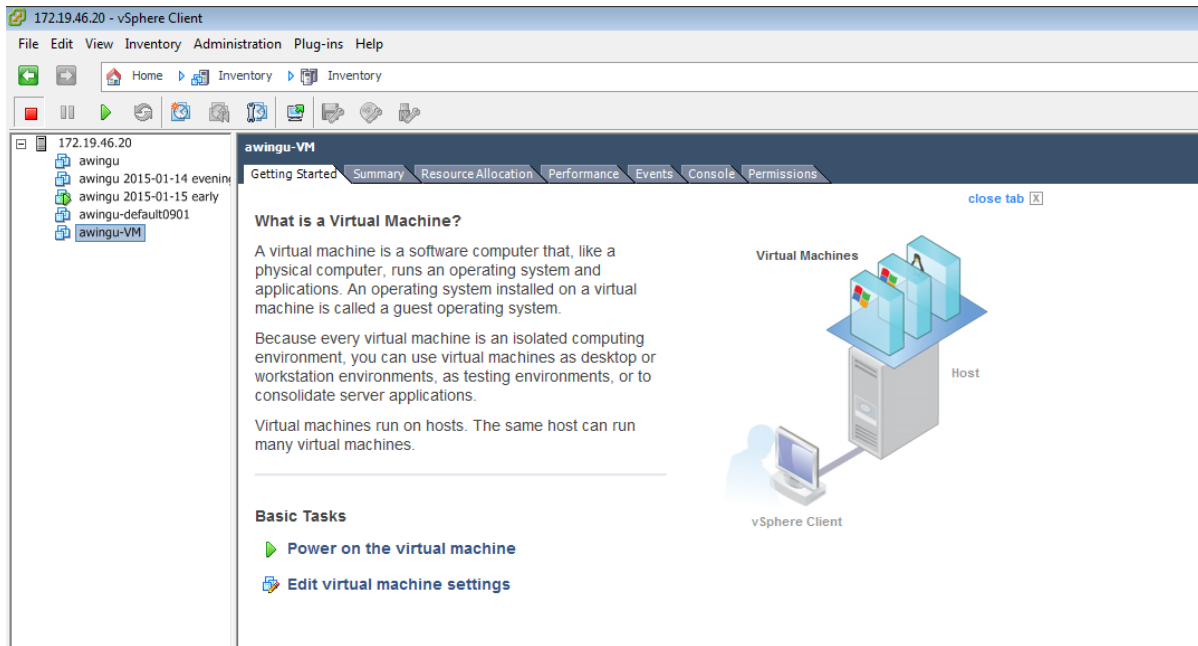 172.19.46.20 - vSphere Client
File Edit View Inventory Administration Plug-ins Help
Home Inventory Inventory
172.19.46.20
awingu
awingu 2015-01-14 evening
awingu 2015-01-15 early
awingu-default0901
awingu-VM
awingu-VM
Getting Started Summary Resource Allocation Performance Events Console Permissions
close tab X
What is a Virtual Machine?
A virtual machine is a software computer that, like a
physical computer, runs an operating system and
applications. An operating system installed on a virtual
machine is called a guest operating system.
Because every virtual machine is an isolated computing
environment, you can use virtual machines as desktop or
workstation environments, as testing environments, or to
consolidate server applications.
Virtual machines run on hosts. The same host can run
many virtual machines.
Basic Tasks
Power on the virtual machine
Edit virtual machine settings
Virtual Machines
Host
vSphere Client